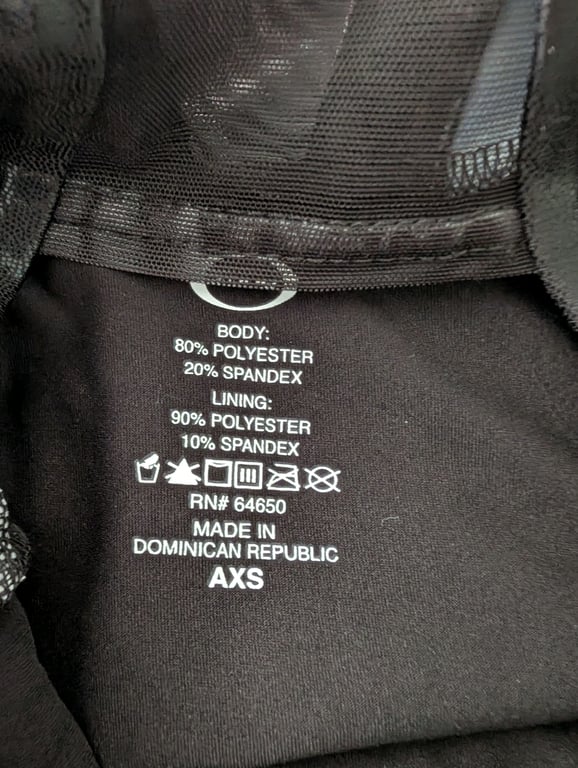 BODY:
80% POLYESTER
20% SPANDEX
LINING:
90% POLYESTER
10% SPANDEX
RN# 64650
MADE IN
DOMINICAN REPUBLIC
AXS